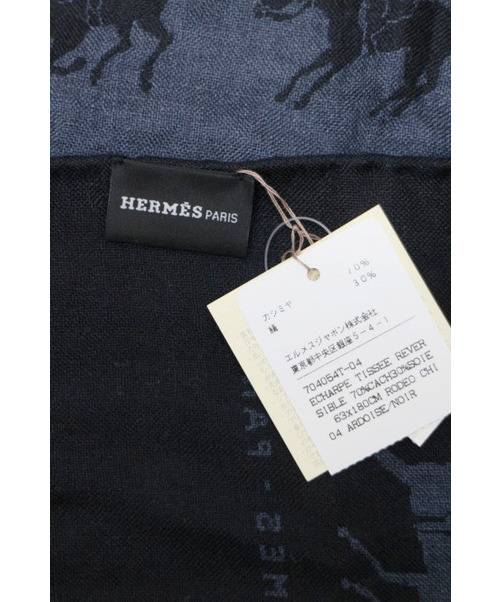 HERMĒS PARIS
カシミヤ 70%
絹 30%
エルメスジャポン株式会社
東京都中央区銀座5-4-1
704054T-04
ECHARPE TISSEE REVER
SIBLE 70%CACH30%SOIE
63x180CM RODEO CHI
04 ARDOISE/NOIR